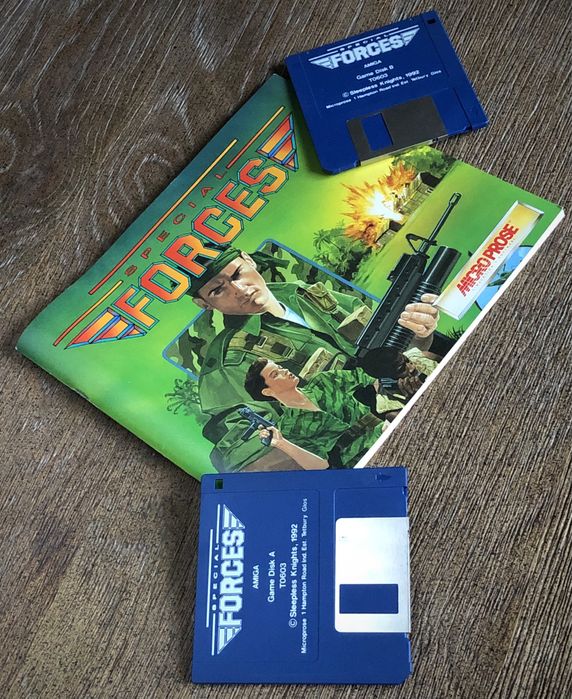 SPECIAL
FORCES
AMIGA
Game Disk B
T0603
© Sleepless Knights, 1992
Microprose 1 Hampton Road Ind. Est Tetbury Glos
SPECIAL
FORCES
MICROPROSE
SPECIAL
FORCES
AMIGA
Game Disk A
T0603
© Sleepless Knights, 1992
Microprose 1 Hampton Road Ind. Est Tetbury. Glos